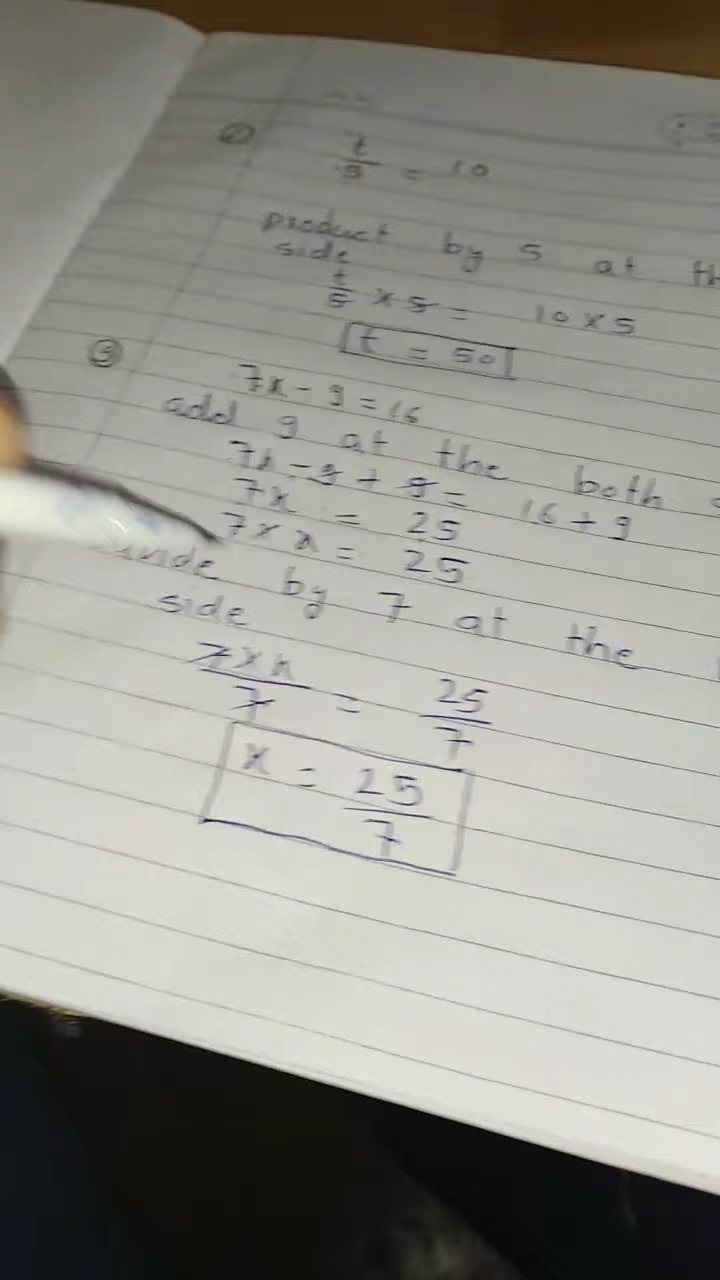 t/5 = 10
product by 5 at
side
t/5 × 5 = 10 × 5
t = 50
③ 7x - 9 = 16
add 9 at the both
7x - 9 + 9 = 16 + 9
7x = 25
7 × x = 25
by 7 at the
side
7 × x / 7 = 25/7
x = 25/7